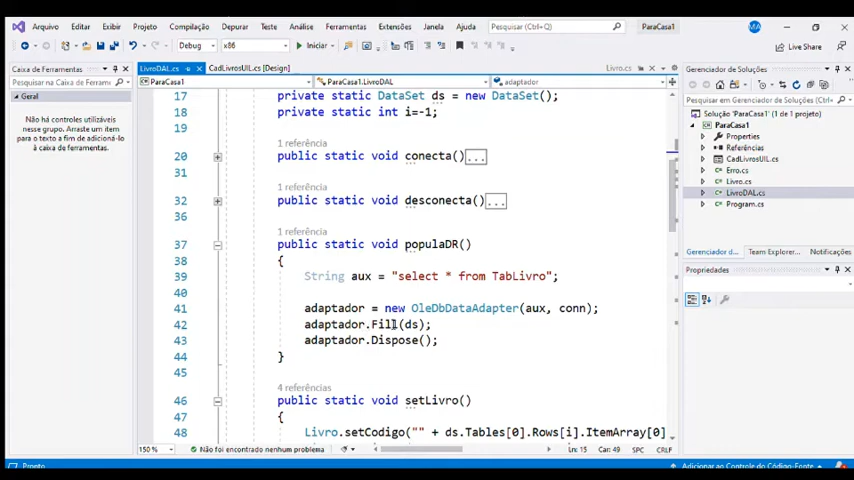 Arquivo Editar Exibir Projeto Compilação Depurar Teste Análise Ferramentas Extensões Janela Ajuda Pesquisar (Ctrl+Q) ParaCasa1 MA
Debug x86 Iniciar Live Share
Caixa de Ferramentas
Pesquisar na Caixa de Ferramen
Geral
Não há controles utilizáveis
nesse grupo. Arraste um item
para o texto a fim de adicioná-lo
à caixa de ferramentas.
LivroDAL.cs CadLivrosUIL.cs [Design] Livro.cs
ParaCasa1 ParaCasa1.LivroDAL adaptador
17 private static DataSet ds = new DataSet();
18 private static int i=-1;
19
1 referência
20 public static void conecta()...
31
1 referência
32 public static void desconecta()...
36
1 referência
37 public static void populaDR()
38 {
39 String aux = "select * from TabLivro";
40
41 adaptador = new OleDbDataAdapter(aux, conn);
42 adaptador.Fill(ds);
43 adaptador.Dispose();
44 }
45
4 referências
46 public static void setLivro()
47 {
48 Livro.setCodigo("" + ds.Tables[0].Rows[i].ItemArray[0]
150 % Não foi encontrado nenhum problema Ln: 15 Car: 49 SPC CRLF
Gerenciador de Soluções
Pesquisar em Gerenciador de Soluções (Ctrl
Solução 'ParaCasa1' (1 de 1 projeto)
ParaCasa1
Properties
Referências
CadLivrosUIL.cs
Erro.cs
Livro.cs
LivroDAL.cs
Program.cs
Gerenciador d... Team Explorer... Notificações
Propriedades
Pronto Adicionar ao Controle do Código-Fonte